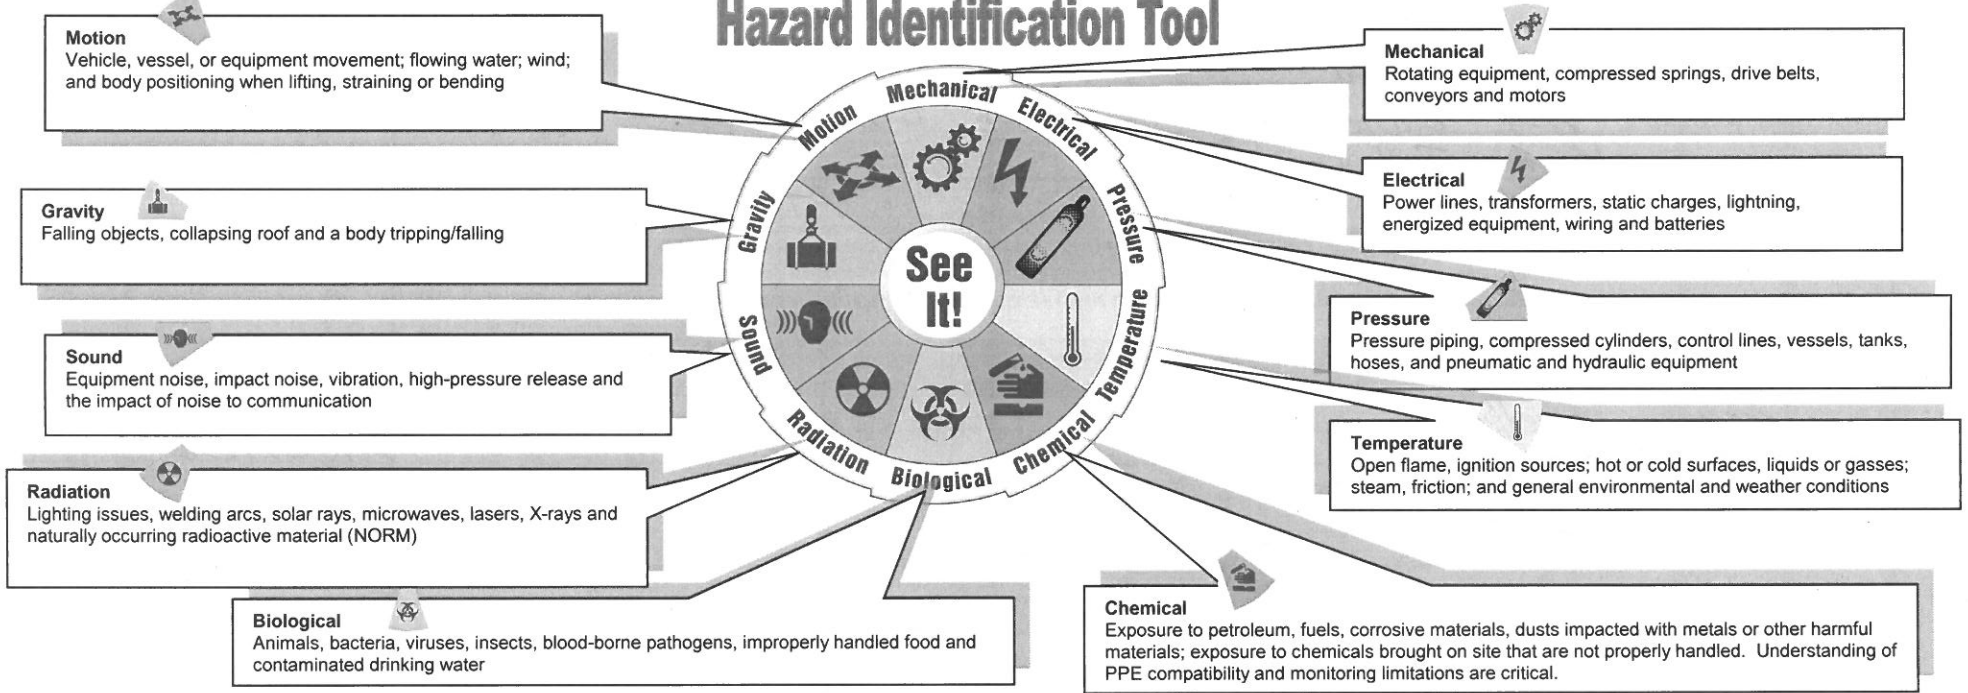 Hazard Identification Tool
Motion
Vehicle, vessel, or equipment movement; flowing water; wind;
and body positioning when lifting, straining or bending
Gravity
Falling objects, collapsing roof and a body tripping/falling
Sound
Equipment noise, impact noise, vibration, high-pressure release and
the impact of noise to communication
Radiation
Lighting issues, welding arcs, solar rays, microwaves, lasers, X-rays and
naturally occurring radioactive material (NORM)
Biological
Animals, bacteria, viruses, insects, blood-borne pathogens, improperly handled food and
contaminated drinking water
Mechanical
Electrical
Pressure
Temperature
Chemical
Biological
Radiation
Sound
Gravity
Motion
See
It!
Mechanical
Rotating equipment, compressed springs, drive belts,
conveyors and motors
Electrical
Power lines, transformers, static charges, lightning,
energized equipment, wiring and batteries
Pressure
Pressure piping, compressed cylinders, control lines, vessels, tanks,
hoses, and pneumatic and hydraulic equipment
Temperature
Open flame, ignition sources; hot or cold surfaces, liquids or gasses;
steam, friction; and general environmental and weather conditions
Chemical
Exposure to petroleum, fuels, corrosive materials, dusts impacted with metals or other harmful
materials; exposure to chemicals brought on site that are not properly handled.  Understanding of
PPE compatibility and monitoring limitations are critical.